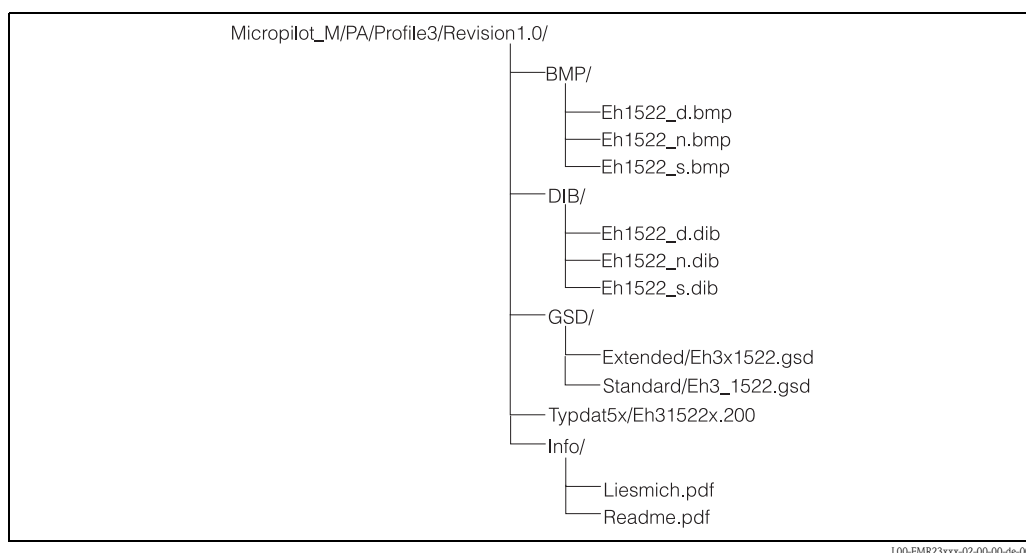 Micropilot_M/PA/Profile3/Revision1.0/
BMP/
Eh1522_d.bmp
Eh1522_n.bmp
Eh1522_s.bmp
DIB/
Eh1522_d.dib
Eh1522_n.dib
Eh1522_s.dib
GSD/
Extended/Eh3x1522.gsd
Standard/Eh3_1522.gsd
Typdat5x/Eh31522x.200
Info/
Liesmich.pdf
Readme.pdf